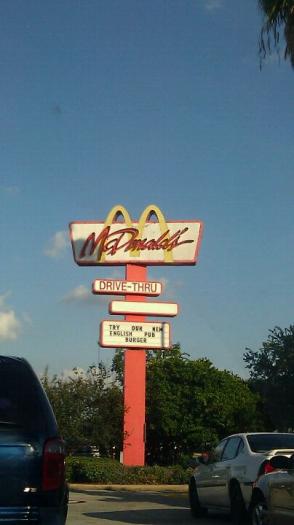 McDonald's
DRIVE-THRU
TRY OUR NEW
ENGLISH PUB
BURGER